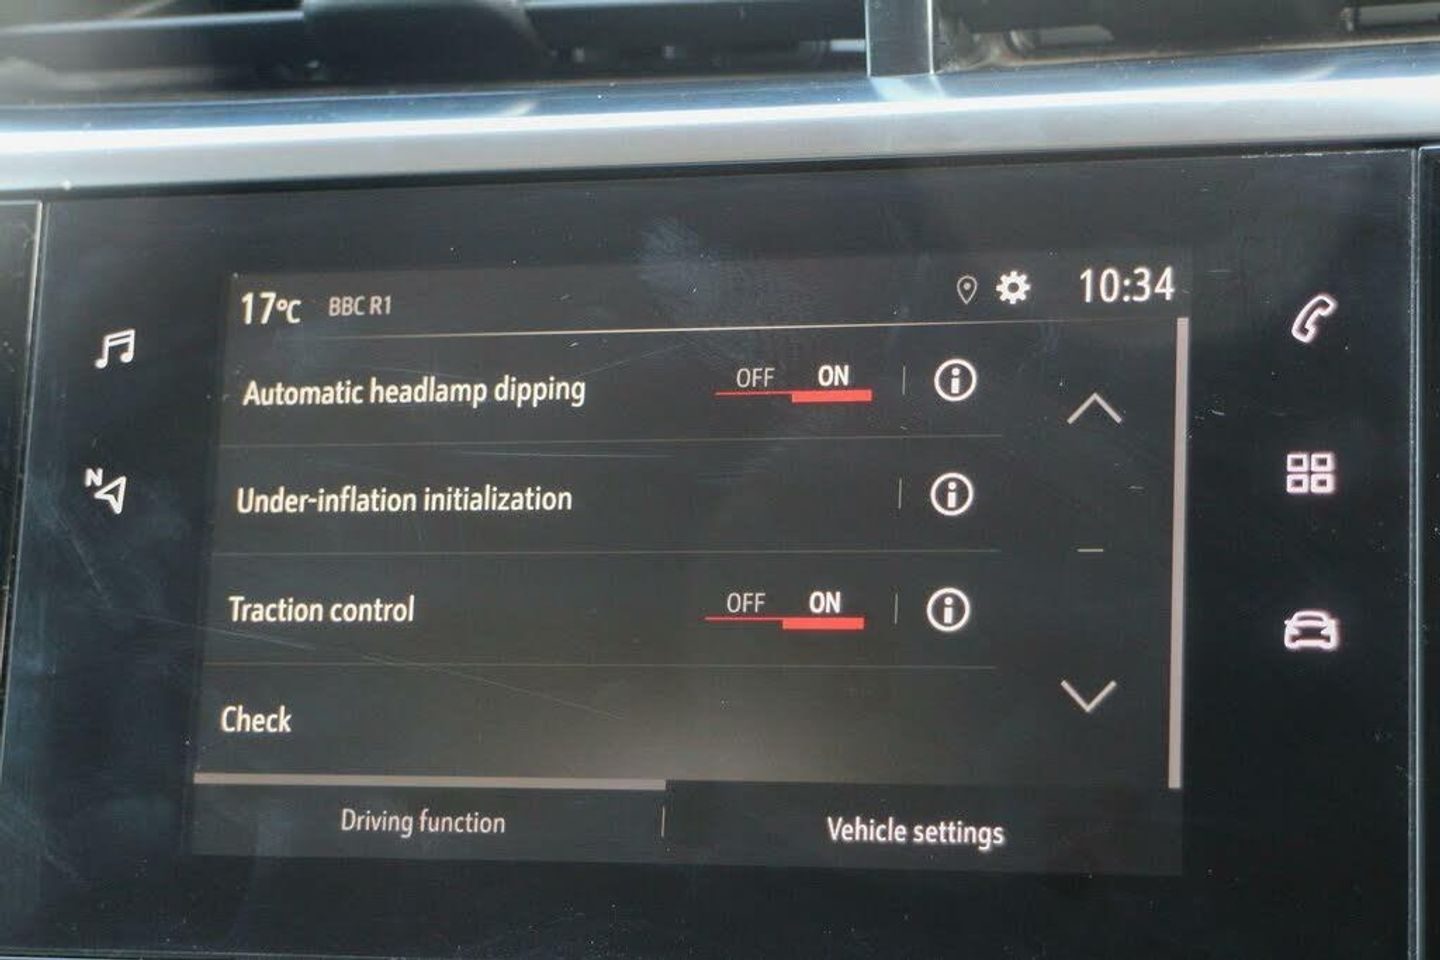 17°C BBC R1 10:34
Automatic headlamp dipping OFF ON
Under-inflation initialization
Traction control OFF ON
Check
Driving function Vehicle settings
N